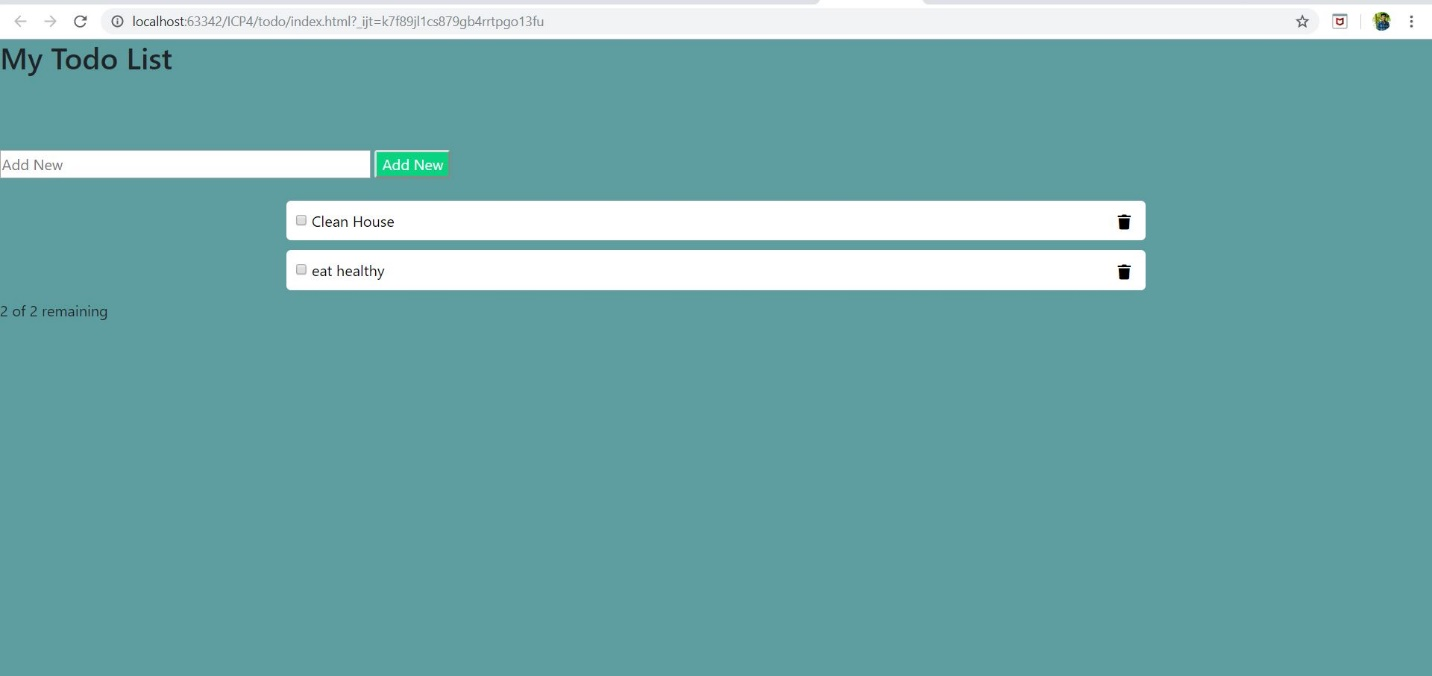 localhost:63342/ICP4/todo/index.html?_ijt=k7f89jl1cs879gb4rrtpgo13fu
My Todo List
Add New Add New
Clean House
eat healthy
2 of 2 remaining